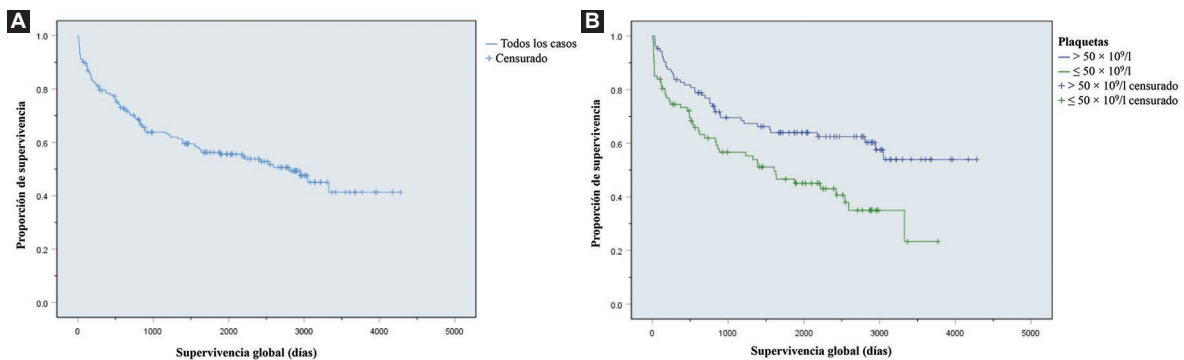 A
1.0
0.8
0.6
0.4
0.2
0.0
Proporción de supervivencia
0
1000
2000
3000
4000
5000
Supervivencia global (días)
Todos los casos
Censurado
B
1.0
0.8
0.6
0.4
0.2
0.0
Proporción de supervivencia
0
1000
2000
3000
4000
5000
Supervivencia global (días)
Plaquetas
> 50 × 10⁹/l
≤ 50 × 10⁹/l
> 50 × 10⁹/l censurado
≤ 50 × 10⁹/l censurado